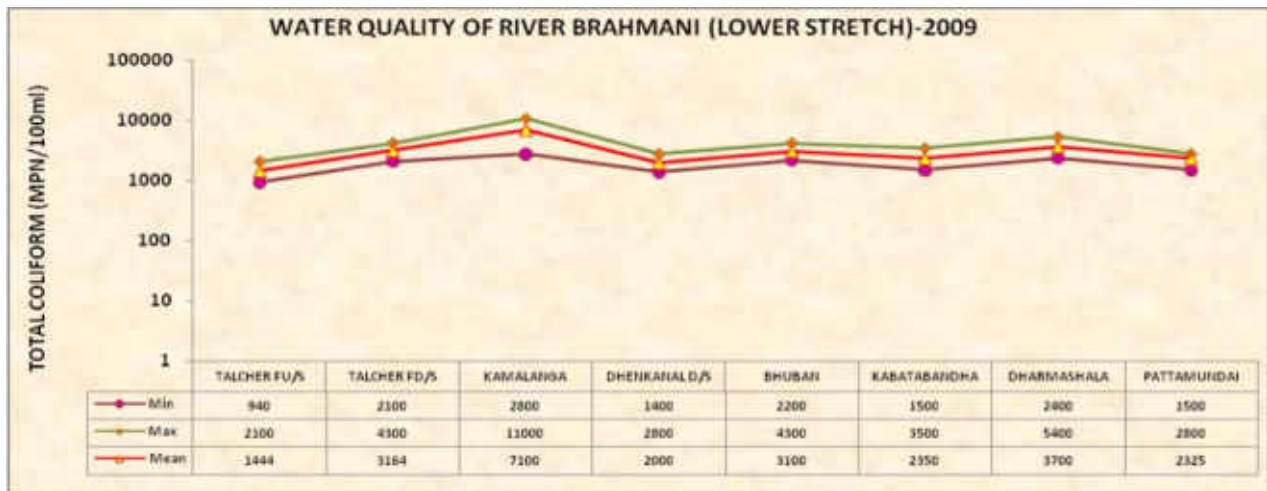 WATER QUALITY OF RIVER BRAHMANI (LOWER STRETCH)-2009
TOTAL COLIFORM (MPN/100ml)
100000
10000
1000
100
10
1
TALCHER FU/S TALCHER FD/S KAMALANGA DHENKANAL D/S BHUBAN KABATABANDHA DHARMASHALA PATTAMUNDAI
Min 940 2100 2800 1400 2200 1500 2400 1500
Max 2100 4300 11000 2800 4300 3500 5400 2800
Mean 1444 3164 7100 2000 3100 2350 3700 2325